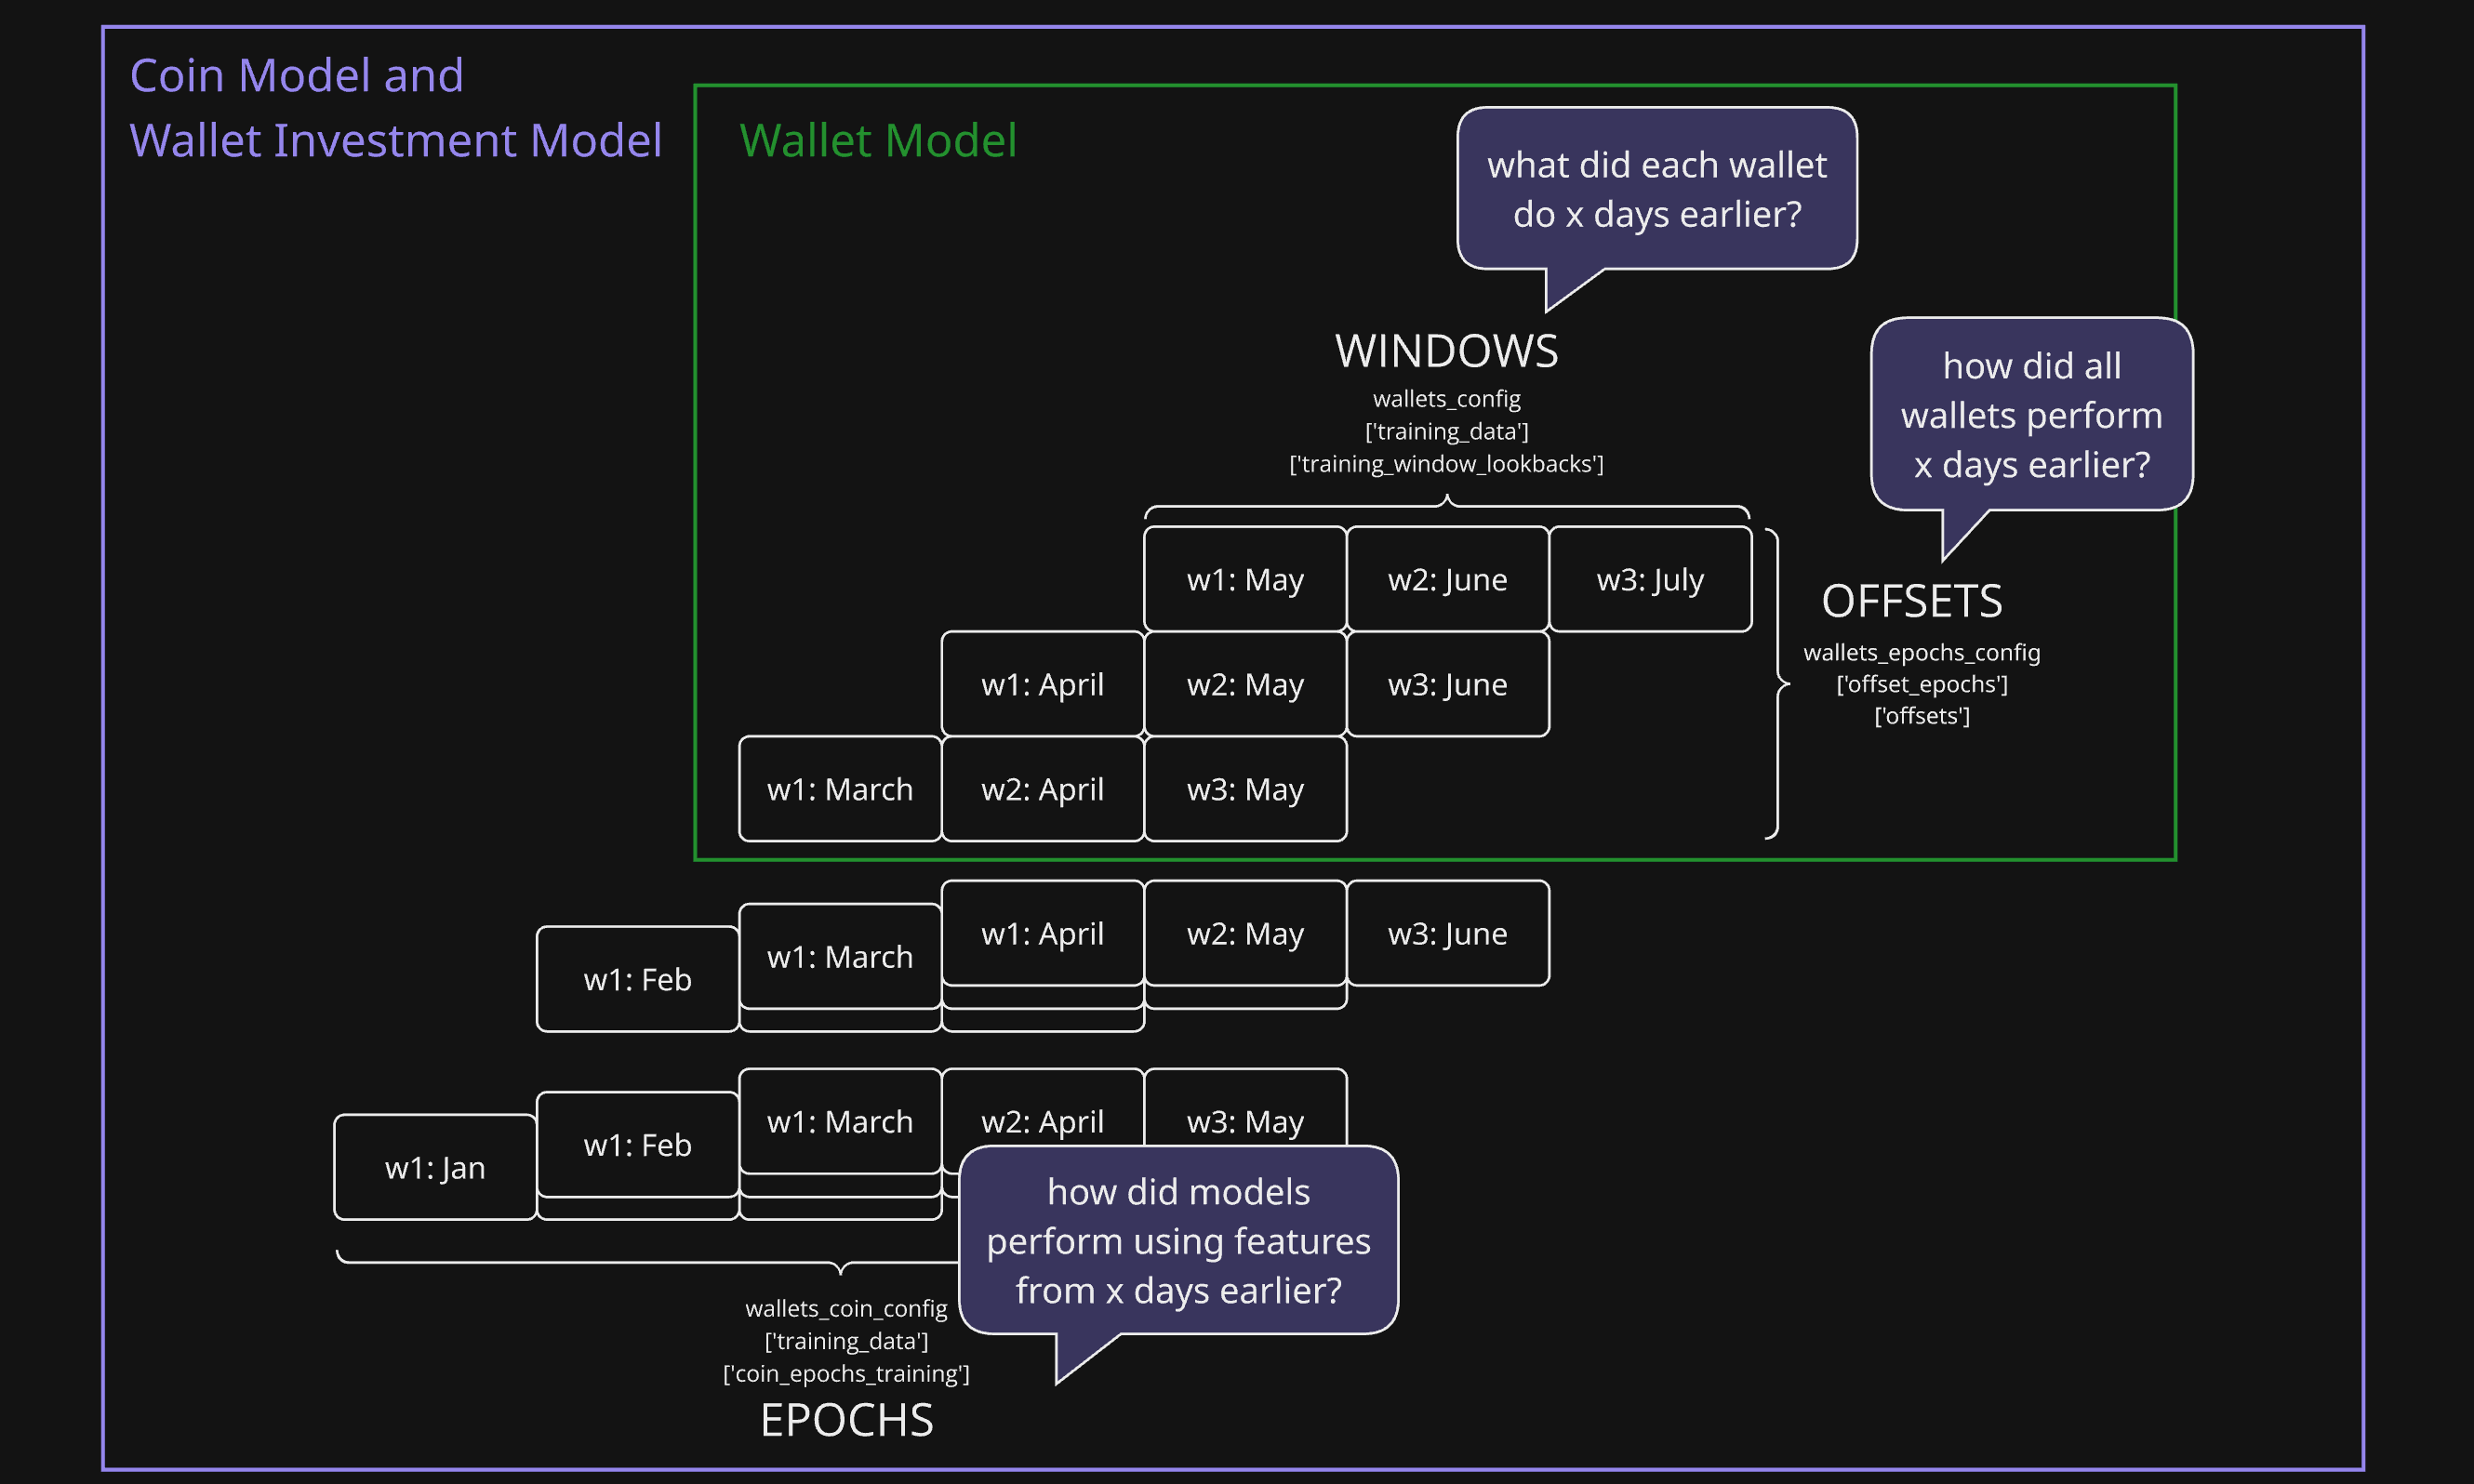 Coin Model and
Wallet Investment Model
Wallet Model
what did each wallet
do x days earlier?
WINDOWS
wallets_config
['training_data']
['training_window_lookbacks']
how did all
wallets perform
x days earlier?
OFFSETS
wallets_epochs_config
['offset_epochs']
['offsets']
w1: May
w2: June
w3: July
w1: April
w2: May
w3: June
w1: March
w2: April
w3: May
w1: Feb
w1: March
w1: April
w2: May
w3: June
w1: Jan
w1: Feb
w1: March
w2: April
w3: May
how did models
perform using features
from x days earlier?
wallets_coin_config
['training_data']
['coin_epochs_training']
EPOCHS